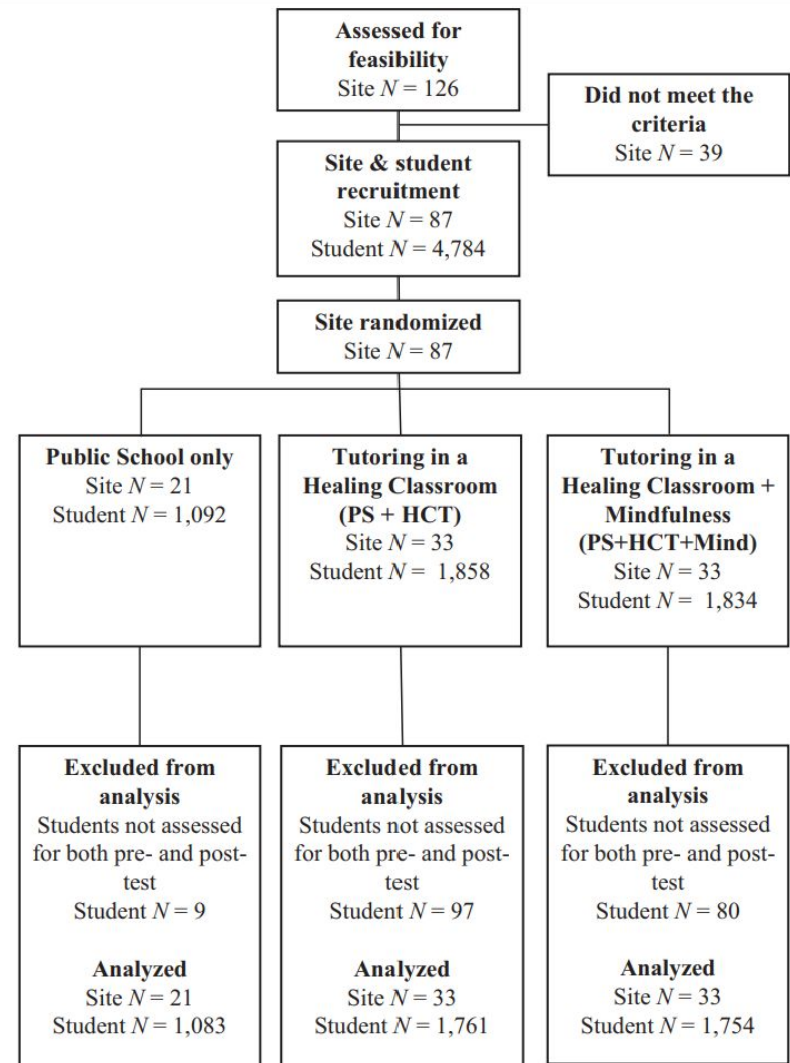 Assessed for
feasibility
Site N = 126
Did not meet the
criteria
Site N = 39
Site & student
recruitment
Site N = 87
Student N = 4,784
Site randomized
Site N = 87
Public School only
Site N = 21
Student N = 1,092
Tutoring in a
Healing Classroom
(PS + HCT)
Site N = 33
Student N = 1,858
Tutoring in a
Healing Classroom +
Mindfulness
(PS+HCT+Mind)
Site N = 33
Student N = 1,834
Excluded from
analysis
Students not assessed
for both pre- and post-
test
Student N = 9
Analyzed
Site N = 21
Student N = 1,083
Excluded from
analysis
Students not assessed
for both pre- and post-
test
Student N = 97
Analyzed
Site N = 33
Student N = 1,761
Excluded from
analysis
Students not assessed
for both pre- and post-
test
Student N = 80
Analyzed
Site N = 33
Student N = 1,754